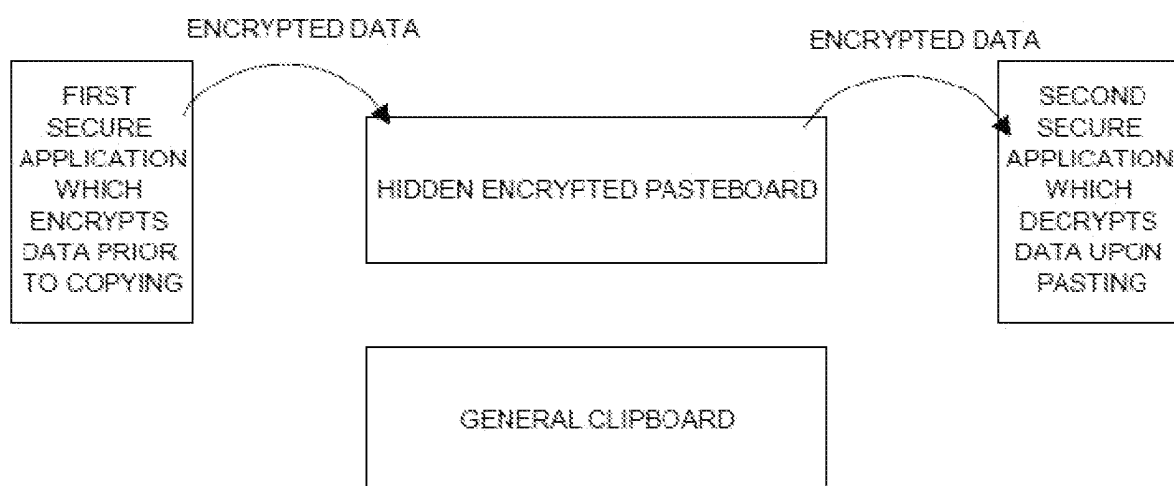 ENCRYPTED DATA
ENCRYPTED DATA
FIRST
SECURE
APPLICATION
WHICH
ENCRYPTS
DATA PRIOR
TO COPYING
HIDDEN ENCRYPTED PASTEBOARD
SECOND
SECURE
APPLICATION
WHICH
DECRYPTS
DATA UPON
PASTING
GENERAL CLIPBOARD